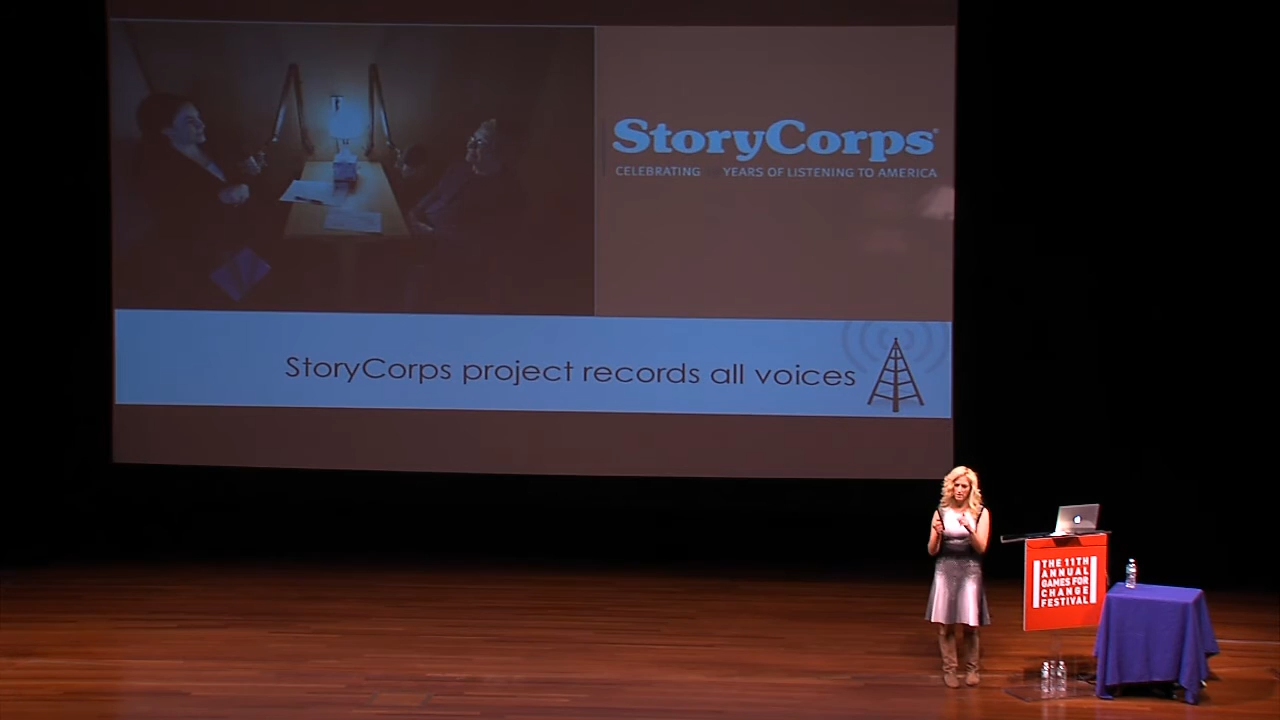 StoryCorps
CELEBRATING YEARS OF LISTENING TO AMERICA
StoryCorps project records all voices
THE 11TH
ANNUAL
GAMES FOR
CHANGE
FESTIVAL